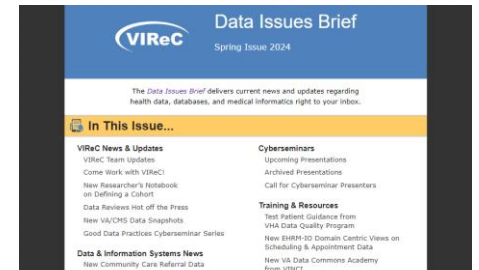 VIReC
Data Issues Brief
Spring Issue 2024
The Data Issues Brief delivers current news and updates regarding
health data, databases, and medical informatics right to your inbox.
In This Issue...
VIReC News & Updates
VIReC Team Updates
Come Work with VIReC!
New Researcher's Notebook
on Defining a Cohort
Data Reviews Hot off the Press
New VA/CMS Data Snapshots
Good Data Practices Cyberseminar Series
Data & Information Systems News
New Community Care Referral Data
Cyberseminars
Upcoming Presentations
Archived Presentations
Call for Cyberseminar Presenters
Training & Resources
Test Patient Guidance from
VHA Data Quality Program
New EHRM-IO Domain Centric Views on
Scheduling & Appointment Data
New VA Data Commons Academy
from VINCI